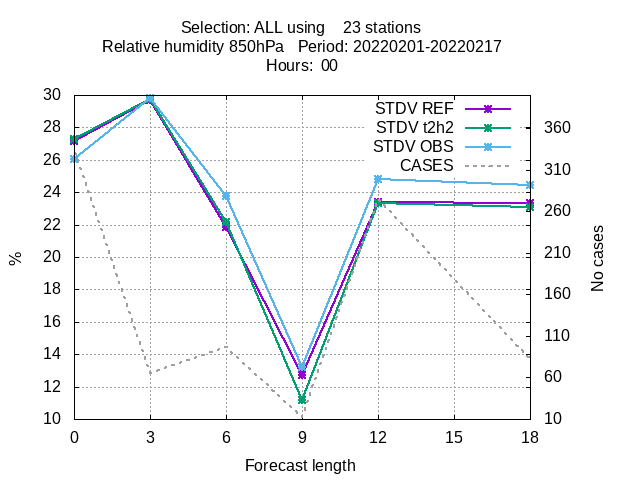 Selection: ALL using    23 stations
Relative humidity 850hPa   Period: 20220201-20220217
Hours:  00
STDV REF
STDV t2h2
STDV OBS
CASES
30
28
26
24
22
20
18
16
14
12
10
%
360
310
260
210
160
110
60
10
No cases
0 3 6 9 12 15 18
Forecast length